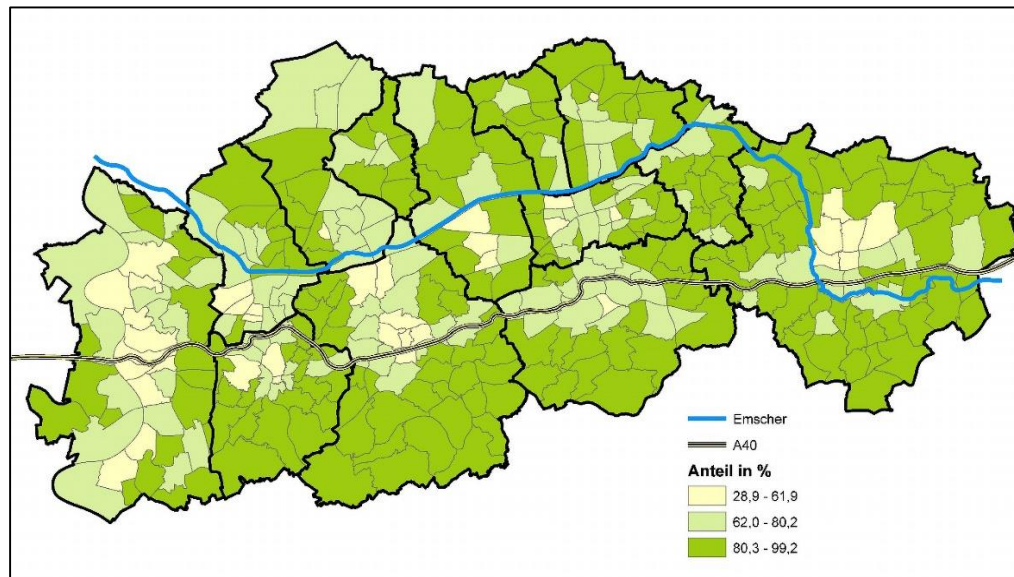 Emscher
A40
Anteil in %
28,9 - 61,9
62,0 - 80,2
80,3 - 99,2